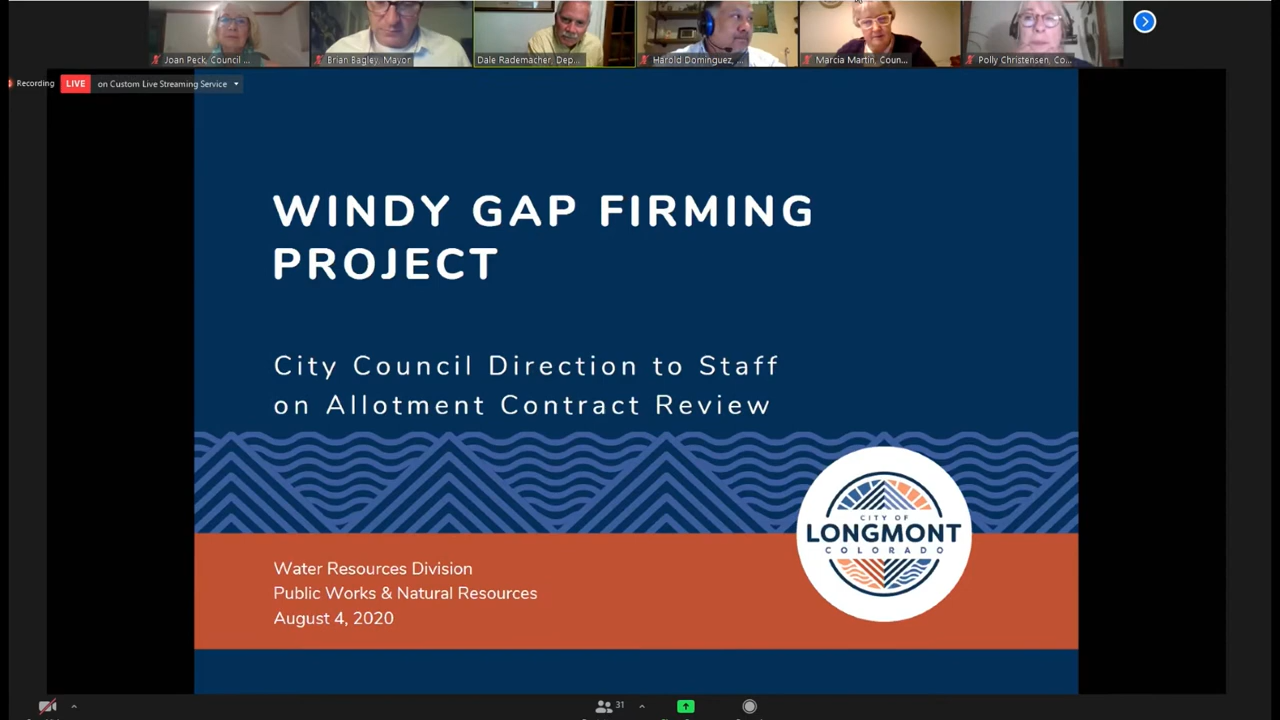 Joan Peck, Council ...
Brian Bagley, Mayor
Dale Rademacher, Dep...
Harold Dominguez, ...
Marcia Martin, Coun...
Polly Christensen, Co...
Recording
LIVE
on Custom Live Streaming Service
WINDY GAP FIRMING
PROJECT
City Council Direction to Staff
on Allotment Contract Review
CITY OF
LONGMONT
COLORADO
Water Resources Division
Public Works & Natural Resources
August 4, 2020
31